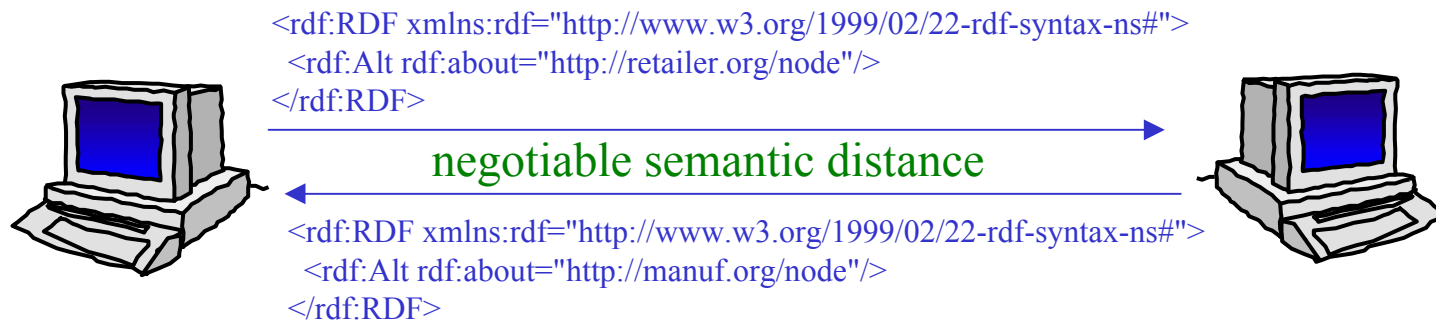 <rdf:RDF xmlns:rdf="http://www.w3.org/1999/02/22-rdf-syntax-ns#">
<rdf:Alt rdf:about="http://retailer.org/node"/>
</rdf:RDF>
negotiable semantic distance
<rdf:RDF xmlns:rdf="http://www.w3.org/1999/02/22-rdf-syntax-ns#">
<rdf:Alt rdf:about="http://manuf.org/node"/>
</rdf:RDF>